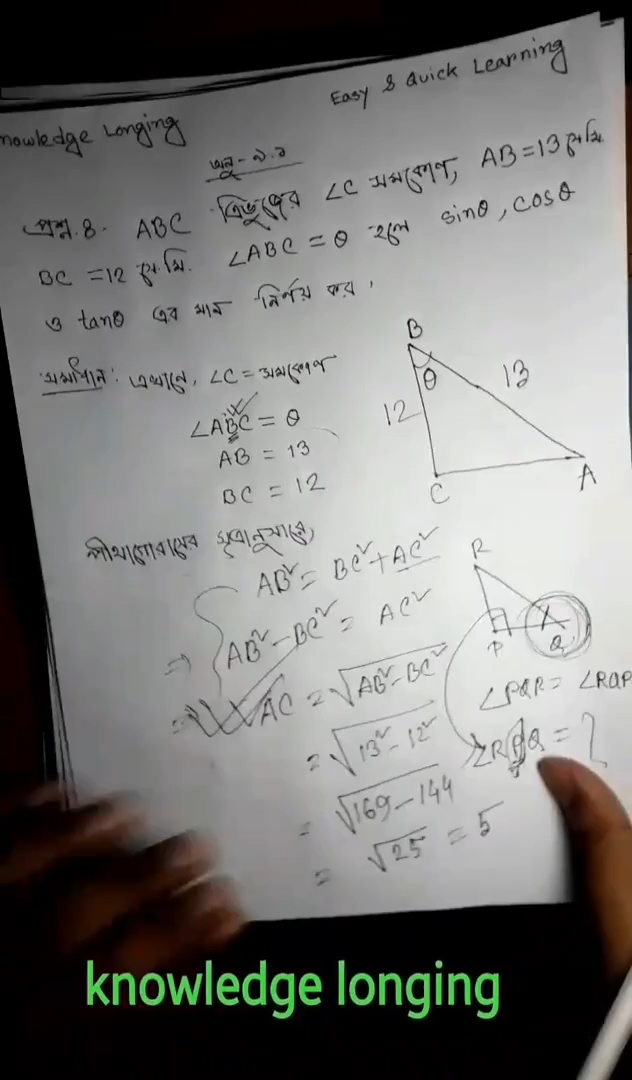 nowledge Longing
Easy & Quick Learning
অনু-৯.১
প্রশ্ন.৪. ABC ত্রিভুজের ∠C সমকোণ, AB=13 সে.মি.
BC =12 সে.মি. ∠ABC = θ হলে sinθ, cosθ
ও tanθ এর মান নির্ণয় কর।
সমাধান: এখানে, ∠C = সমকোণ
∠ABC = θ
AB = 13
BC = 12
B
θ
12
13
C
A
পীথাগোরাসের সূত্রানুসারে,
AB² = BC² + AC²
⇒ AB² - BC² = AC²
⇒ AC = √AB² - BC²
= √13² - 12²
= √169 - 144
= √25 = 5
R
P
Q
∠PQR = ∠RQP
∠RPQ =
knowledge longing